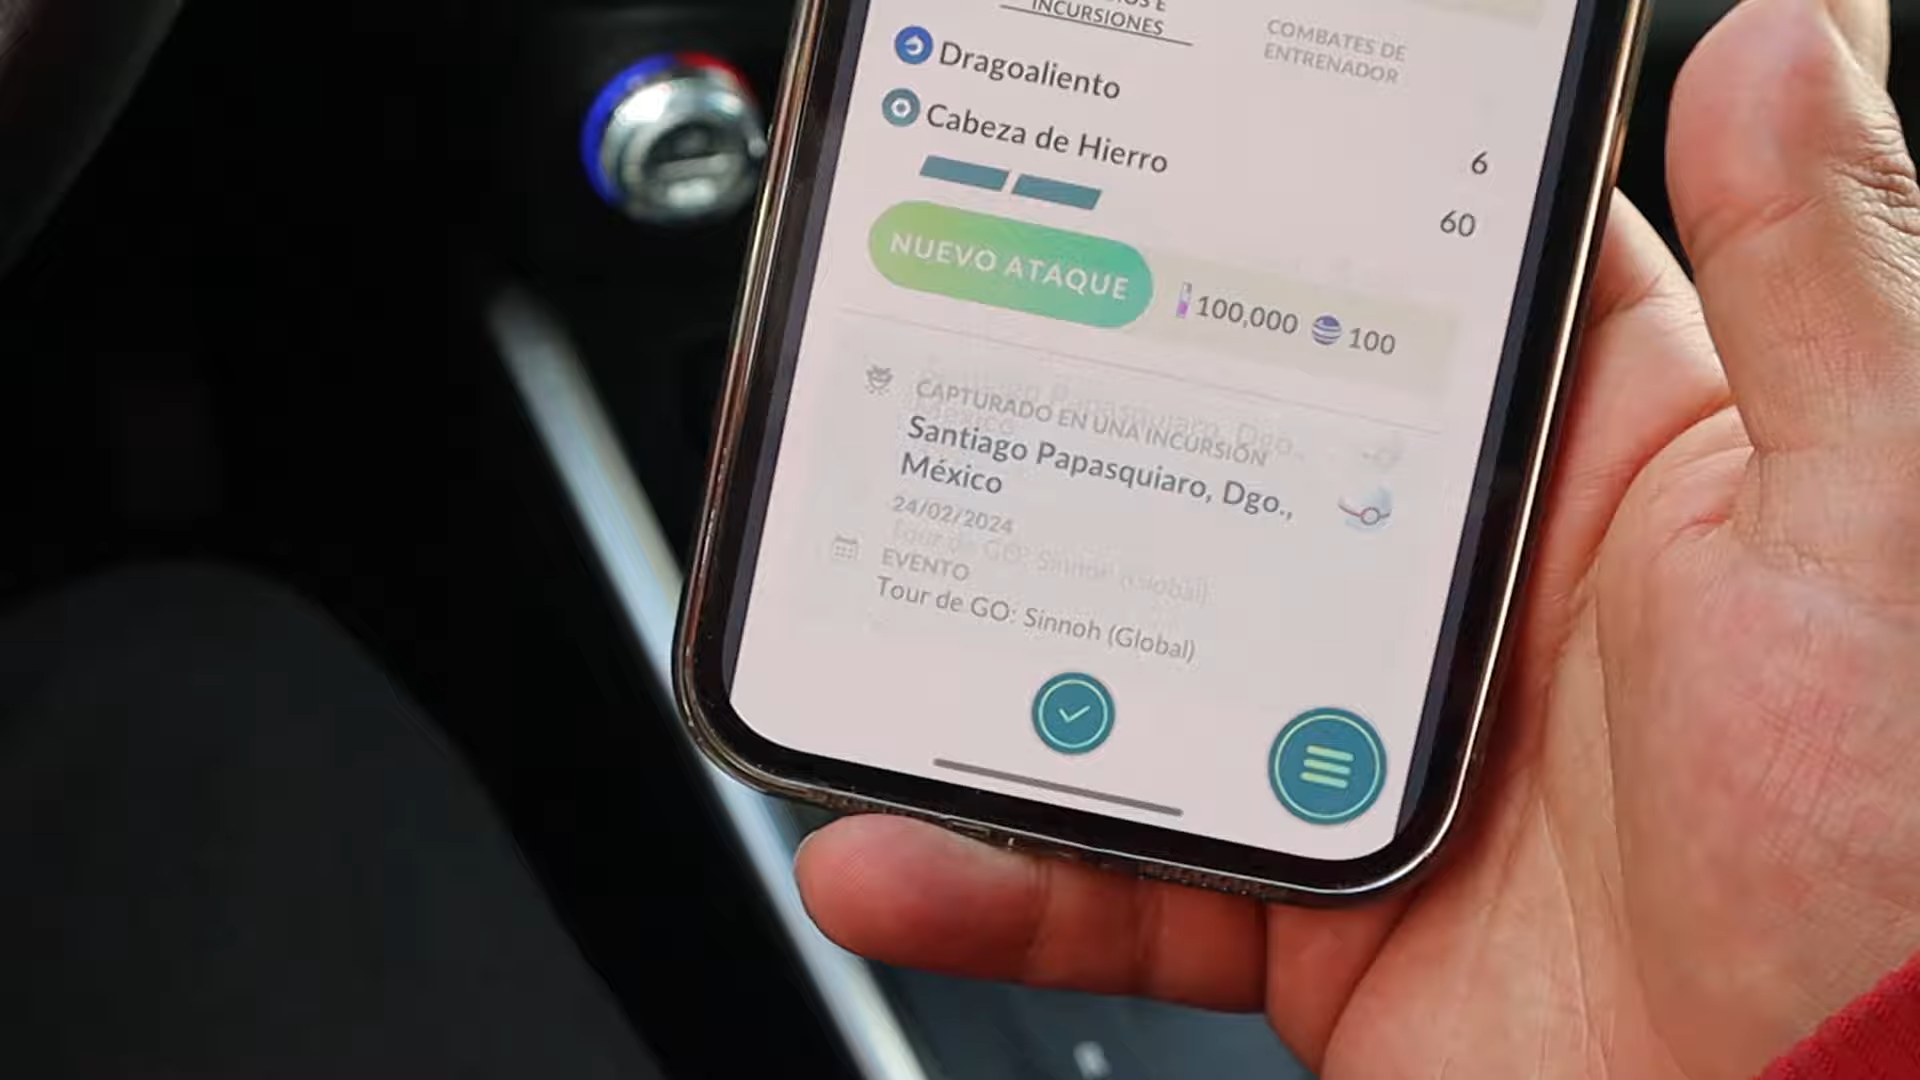 INCURSIONES
COMBATES DE
ENTRENADOR
Dragoaliento
6
Cabeza de Hierro
60
NUEVO ATAQUE
100,000 100
CAPTURADO EN UNA INCURSIÓN
Santiago Papasquiaro, Dgo.,
México
24/02/2024
EVENTO
Tour de GO: Sinnoh (Global)